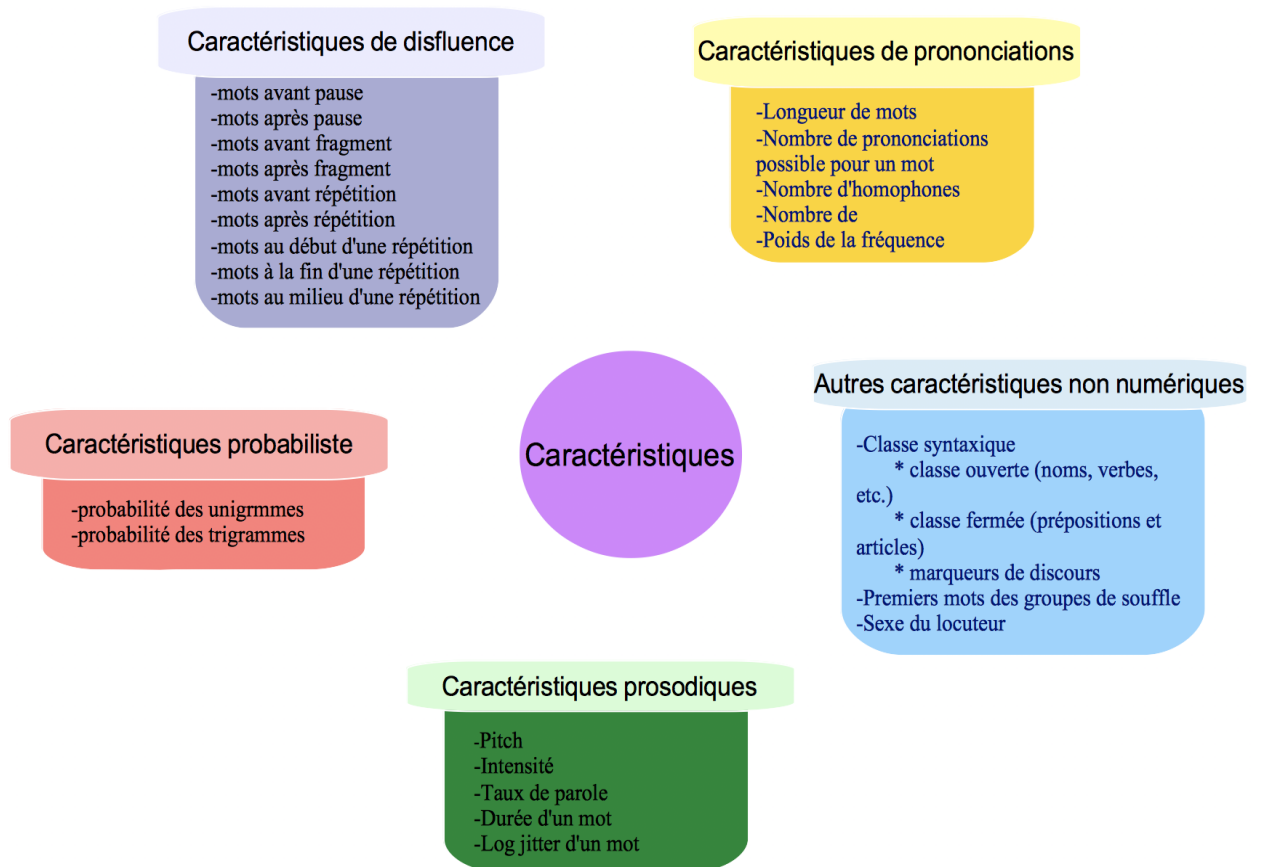 Caractéristiques de disfluence
-mots avant pause
-mots après pause
-mots avant fragment
-mots après fragment
-mots avant répétition
-mots après répétition
-mots au début d'une répétition
-mots à la fin d'une répétition
-mots au milieu d'une répétition
Caractéristiques de prononciations
-Longueur de mots
-Nombre de prononciations
possible pour un mot
-Nombre d'homophones
-Nombre de
-Poids de la fréquence
Caractéristiques probabiliste
-probabilité des unigrmmes
-probabilité des trigrammes
Caractéristiques
Autres caractéristiques non numériques
-Classe syntaxique
* classe ouverte (noms, verbes,
etc.)
* classe fermée (prépositions et
articles)
* marqueurs de discours
-Premiers mots des groupes de souffle
-Sexe du locuteur
Caractéristiques prosodiques
-Pitch
-Intensité
-Taux de parole
-Durée d'un mot
-Log jitter d'un mot